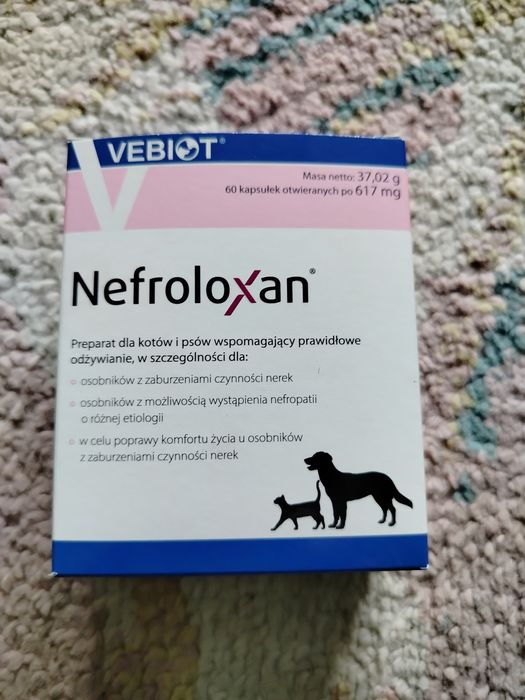 VEBIOT®
Masa netto: 37,02 g
60 kapsułek otwieranych po 617 mg
Nefroloxan®
Preparat dla kotów i psów wspomagający prawidłowe
odżywianie, w szczególności dla:
osobników z zaburzeniami czynności nerek
osobników z możliwością wystąpienia nefropatii
o różnej etiologii
w celu poprawy komfortu życia u osobników
z zaburzeniami czynności nerek